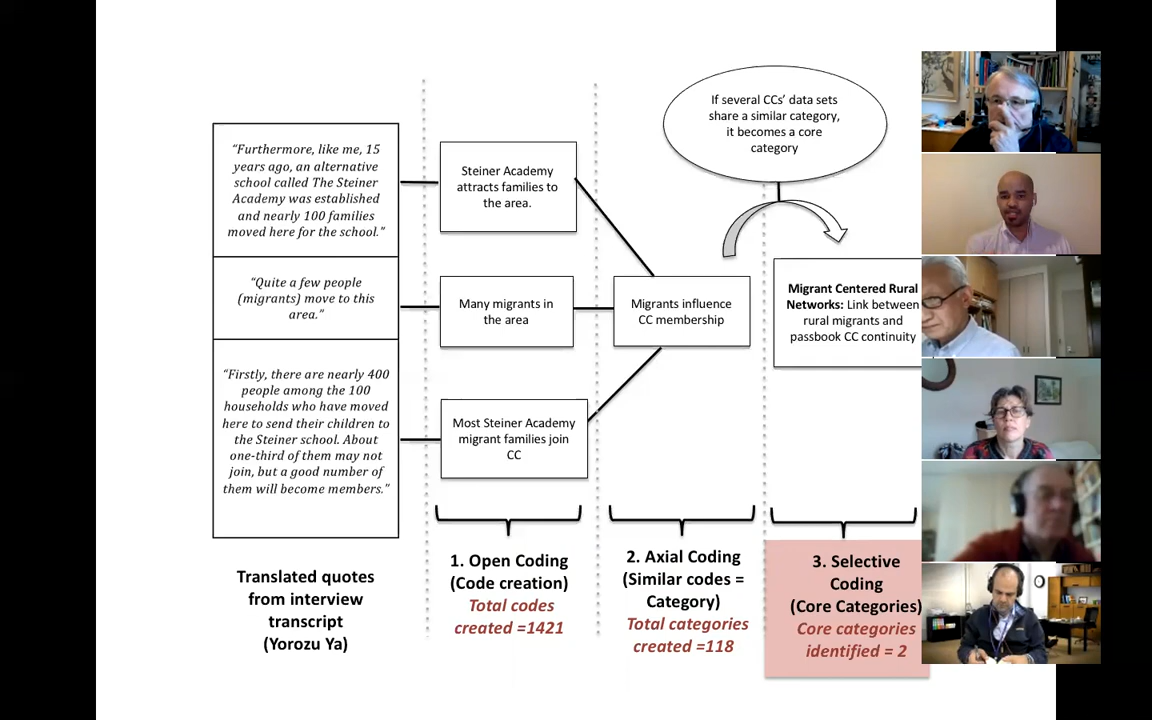 If several CCs’ data sets
share a similar category,
it becomes a core
category
“Furthermore, like me, 15
years ago, an alternative
school called The Steiner
Academy was established
and nearly 100 families
moved here for the school.”
“Quite a few people
(migrants) move to this
area.”
“Firstly, there are nearly 400
people among the 100
households who have moved
here to send their children to
the Steiner school. About
one-third of them may not
join, but a good number of
them will become members.”
Steiner Academy
attracts families to
the area.
Many migrants in
the area
Most Steiner Academy
migrant families join
CC
Migrants influence
CC membership
Migrant Centered Rural
Networks: Link between
rural migrants and
passbook CC continuity
Translated quotes
from interview
transcript
(Yorozu Ya)
1. Open Coding
(Code creation)
Total codes
created =1421
2. Axial Coding
(Similar codes =
Category)
Total categories
created =118
3. Selective
Coding
(Core Categories)
Core categories
identified = 2